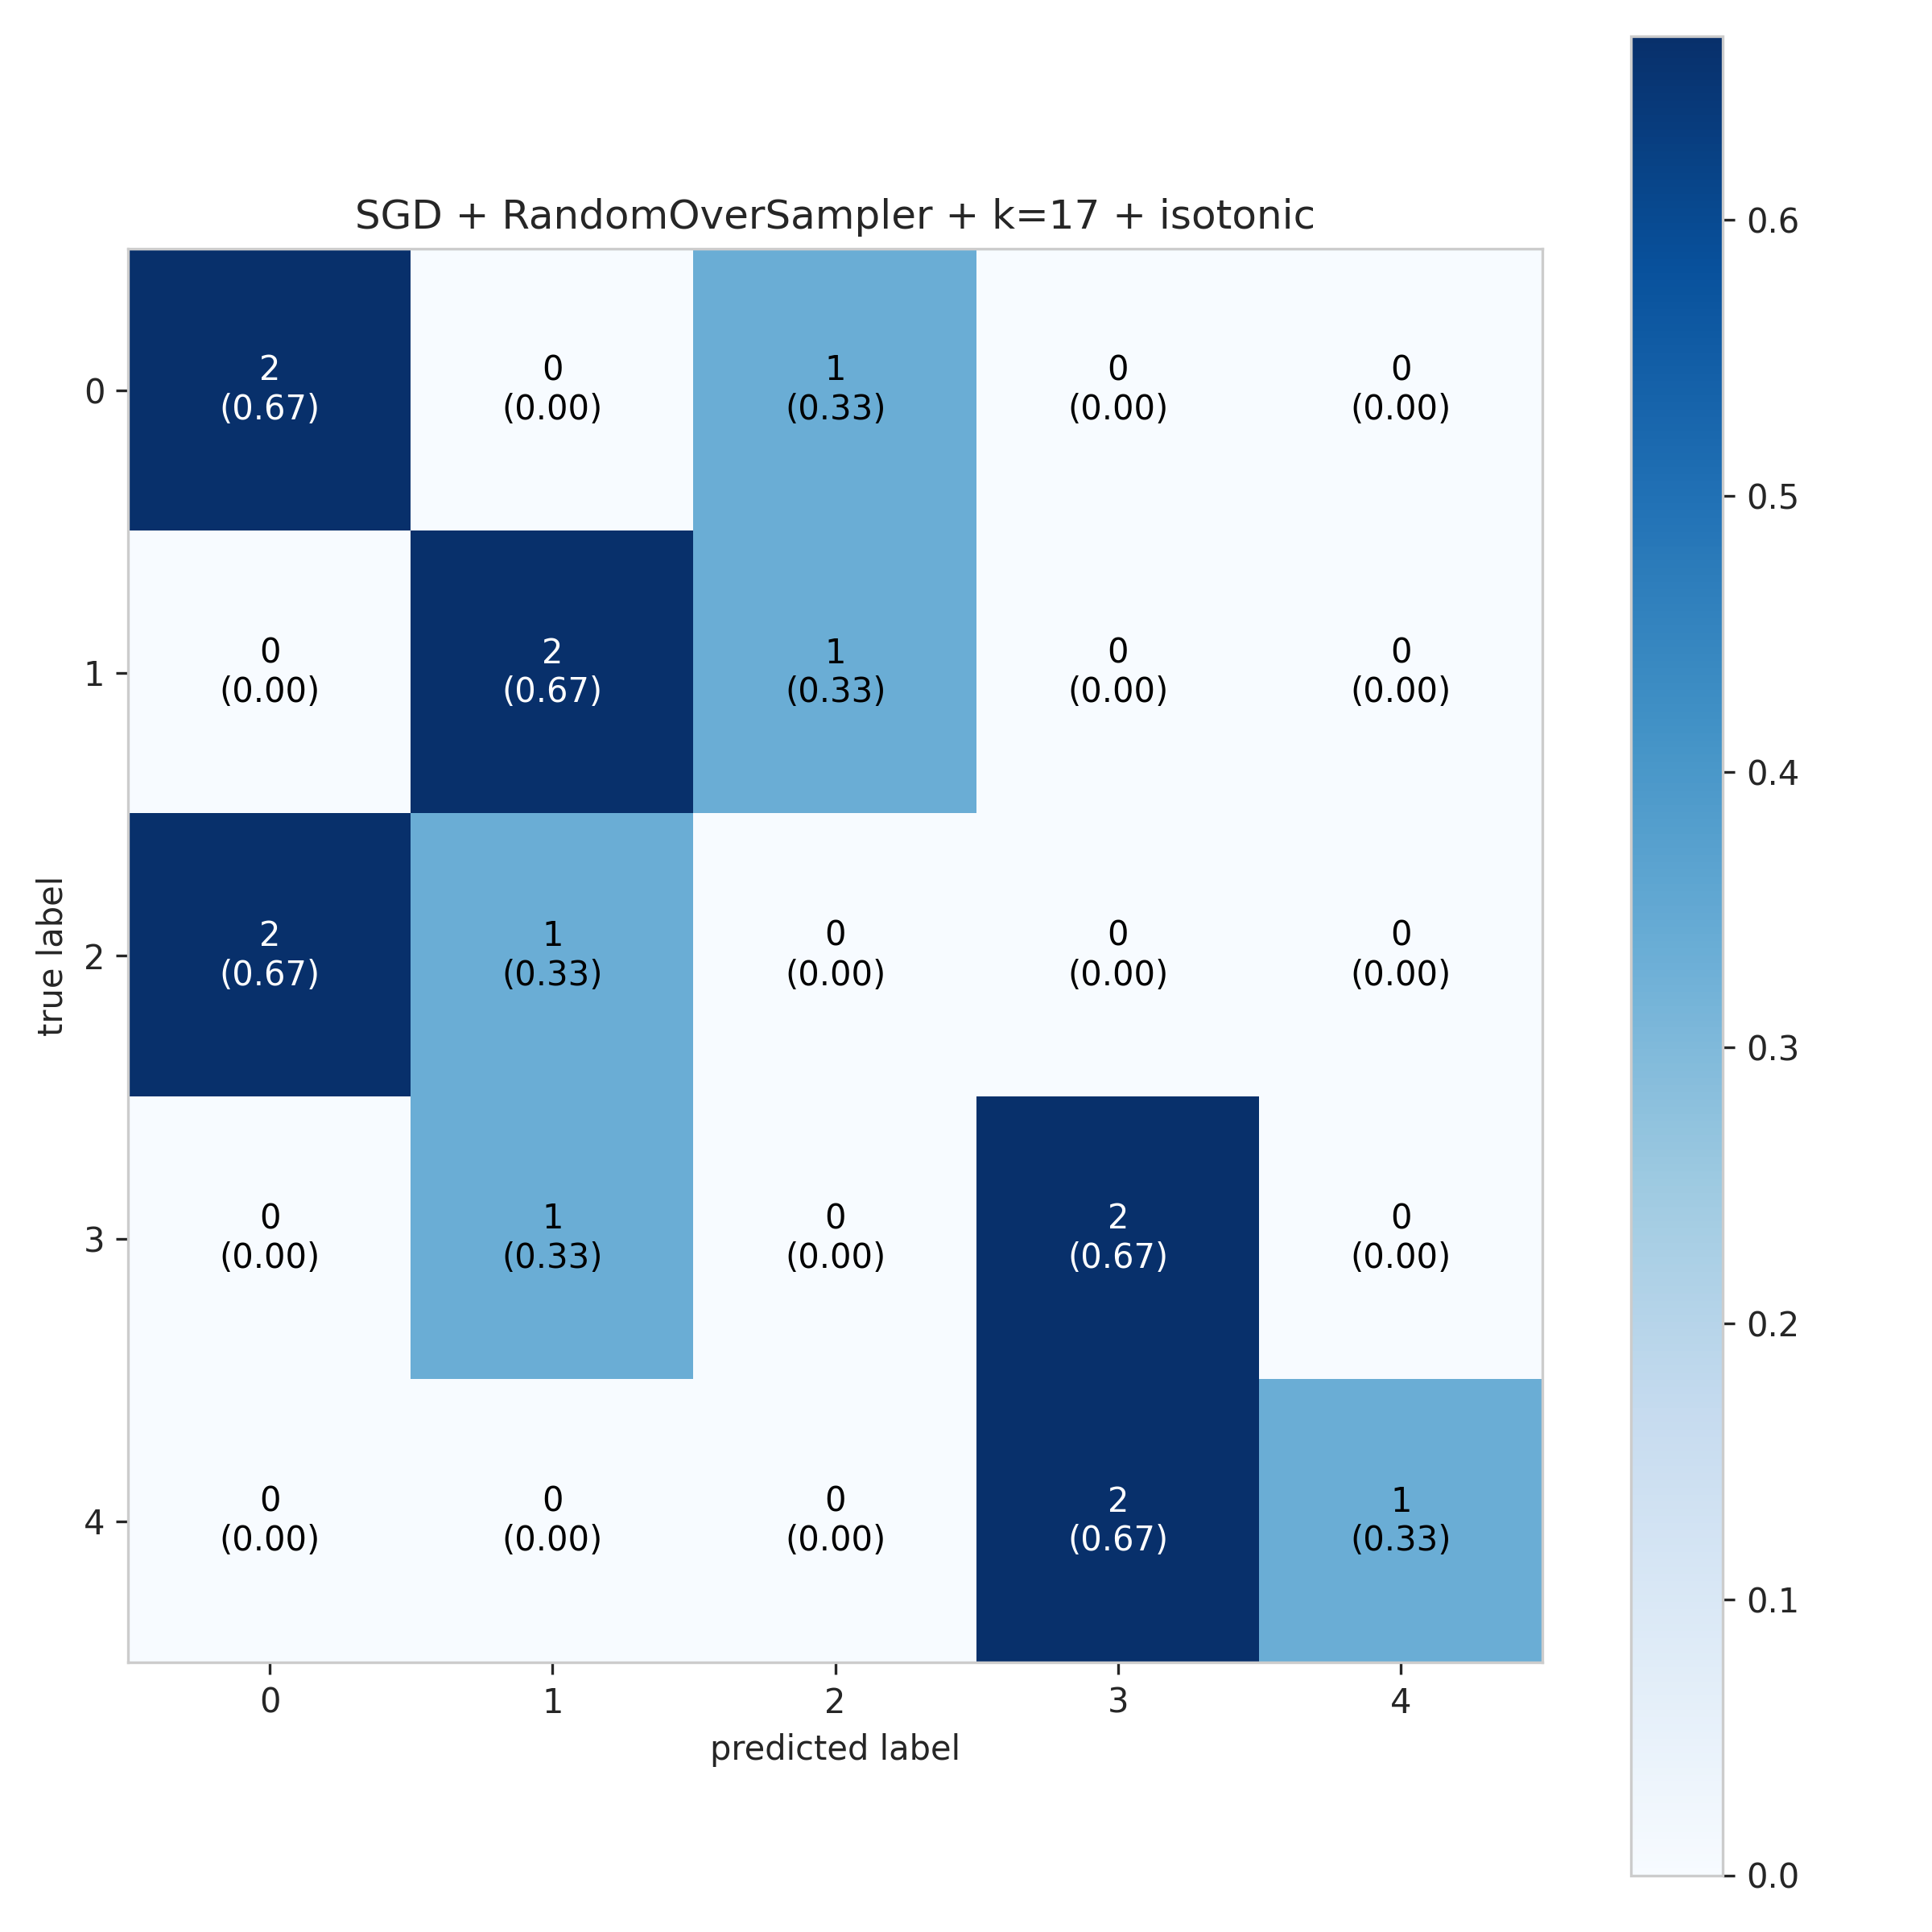 SGD + RandomOverSampler + k=17 + isotonic
0.6
0.5
0.4
0.3
0.2
0.1
0.0
true label
0
2 0 1 0 0
(0.67) (0.00) (0.33) (0.00) (0.00)
1
0 2 1 0 0
(0.00) (0.67) (0.33) (0.00) (0.00)
2
2 1 0 0 0
(0.67) (0.33) (0.00) (0.00) (0.00)
3
0 1 0 2 0
(0.00) (0.33) (0.00) (0.67) (0.00)
4
0 0 0 2 1
(0.00) (0.00) (0.00) (0.67) (0.33)
0 1 2 3 4
predicted label